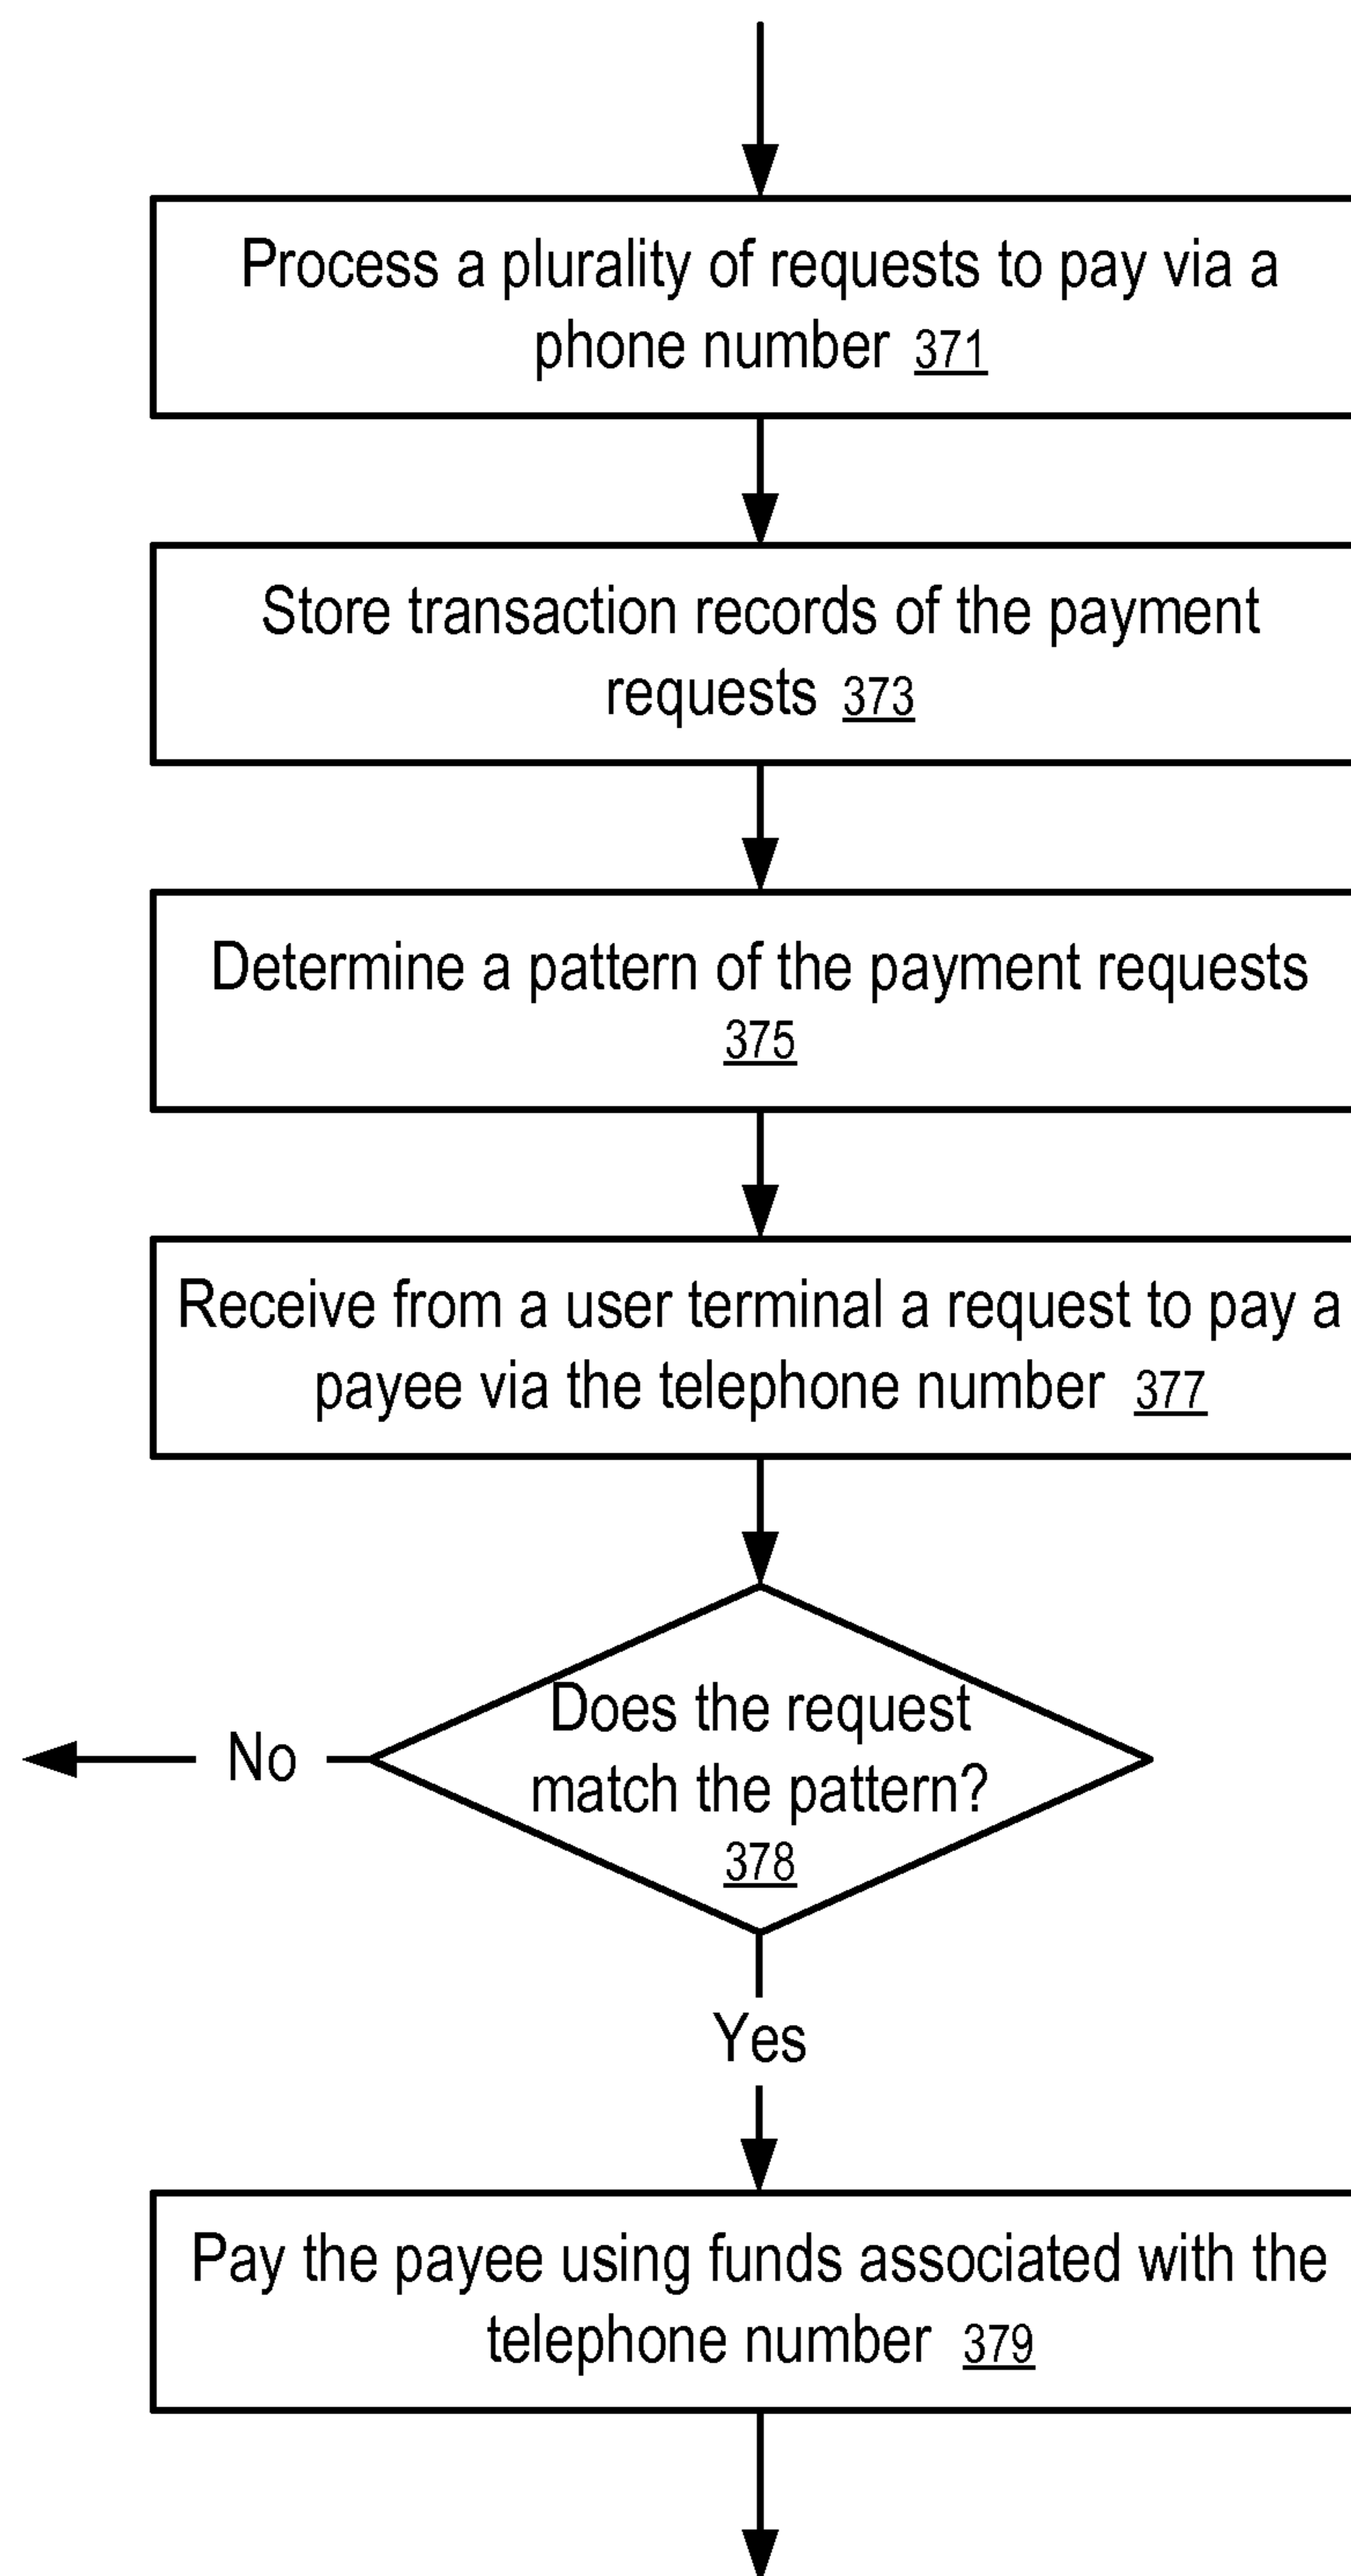 Process a plurality of requests to pay via a
phone number 371
Store transaction records of the payment
requests 373
Determine a pattern of the payment requests
375
Receive from a user terminal a request to pay a
payee via the telephone number 377
Does the request
match the pattern?
378
No
Yes
Pay the payee using funds associated with the
telephone number 379